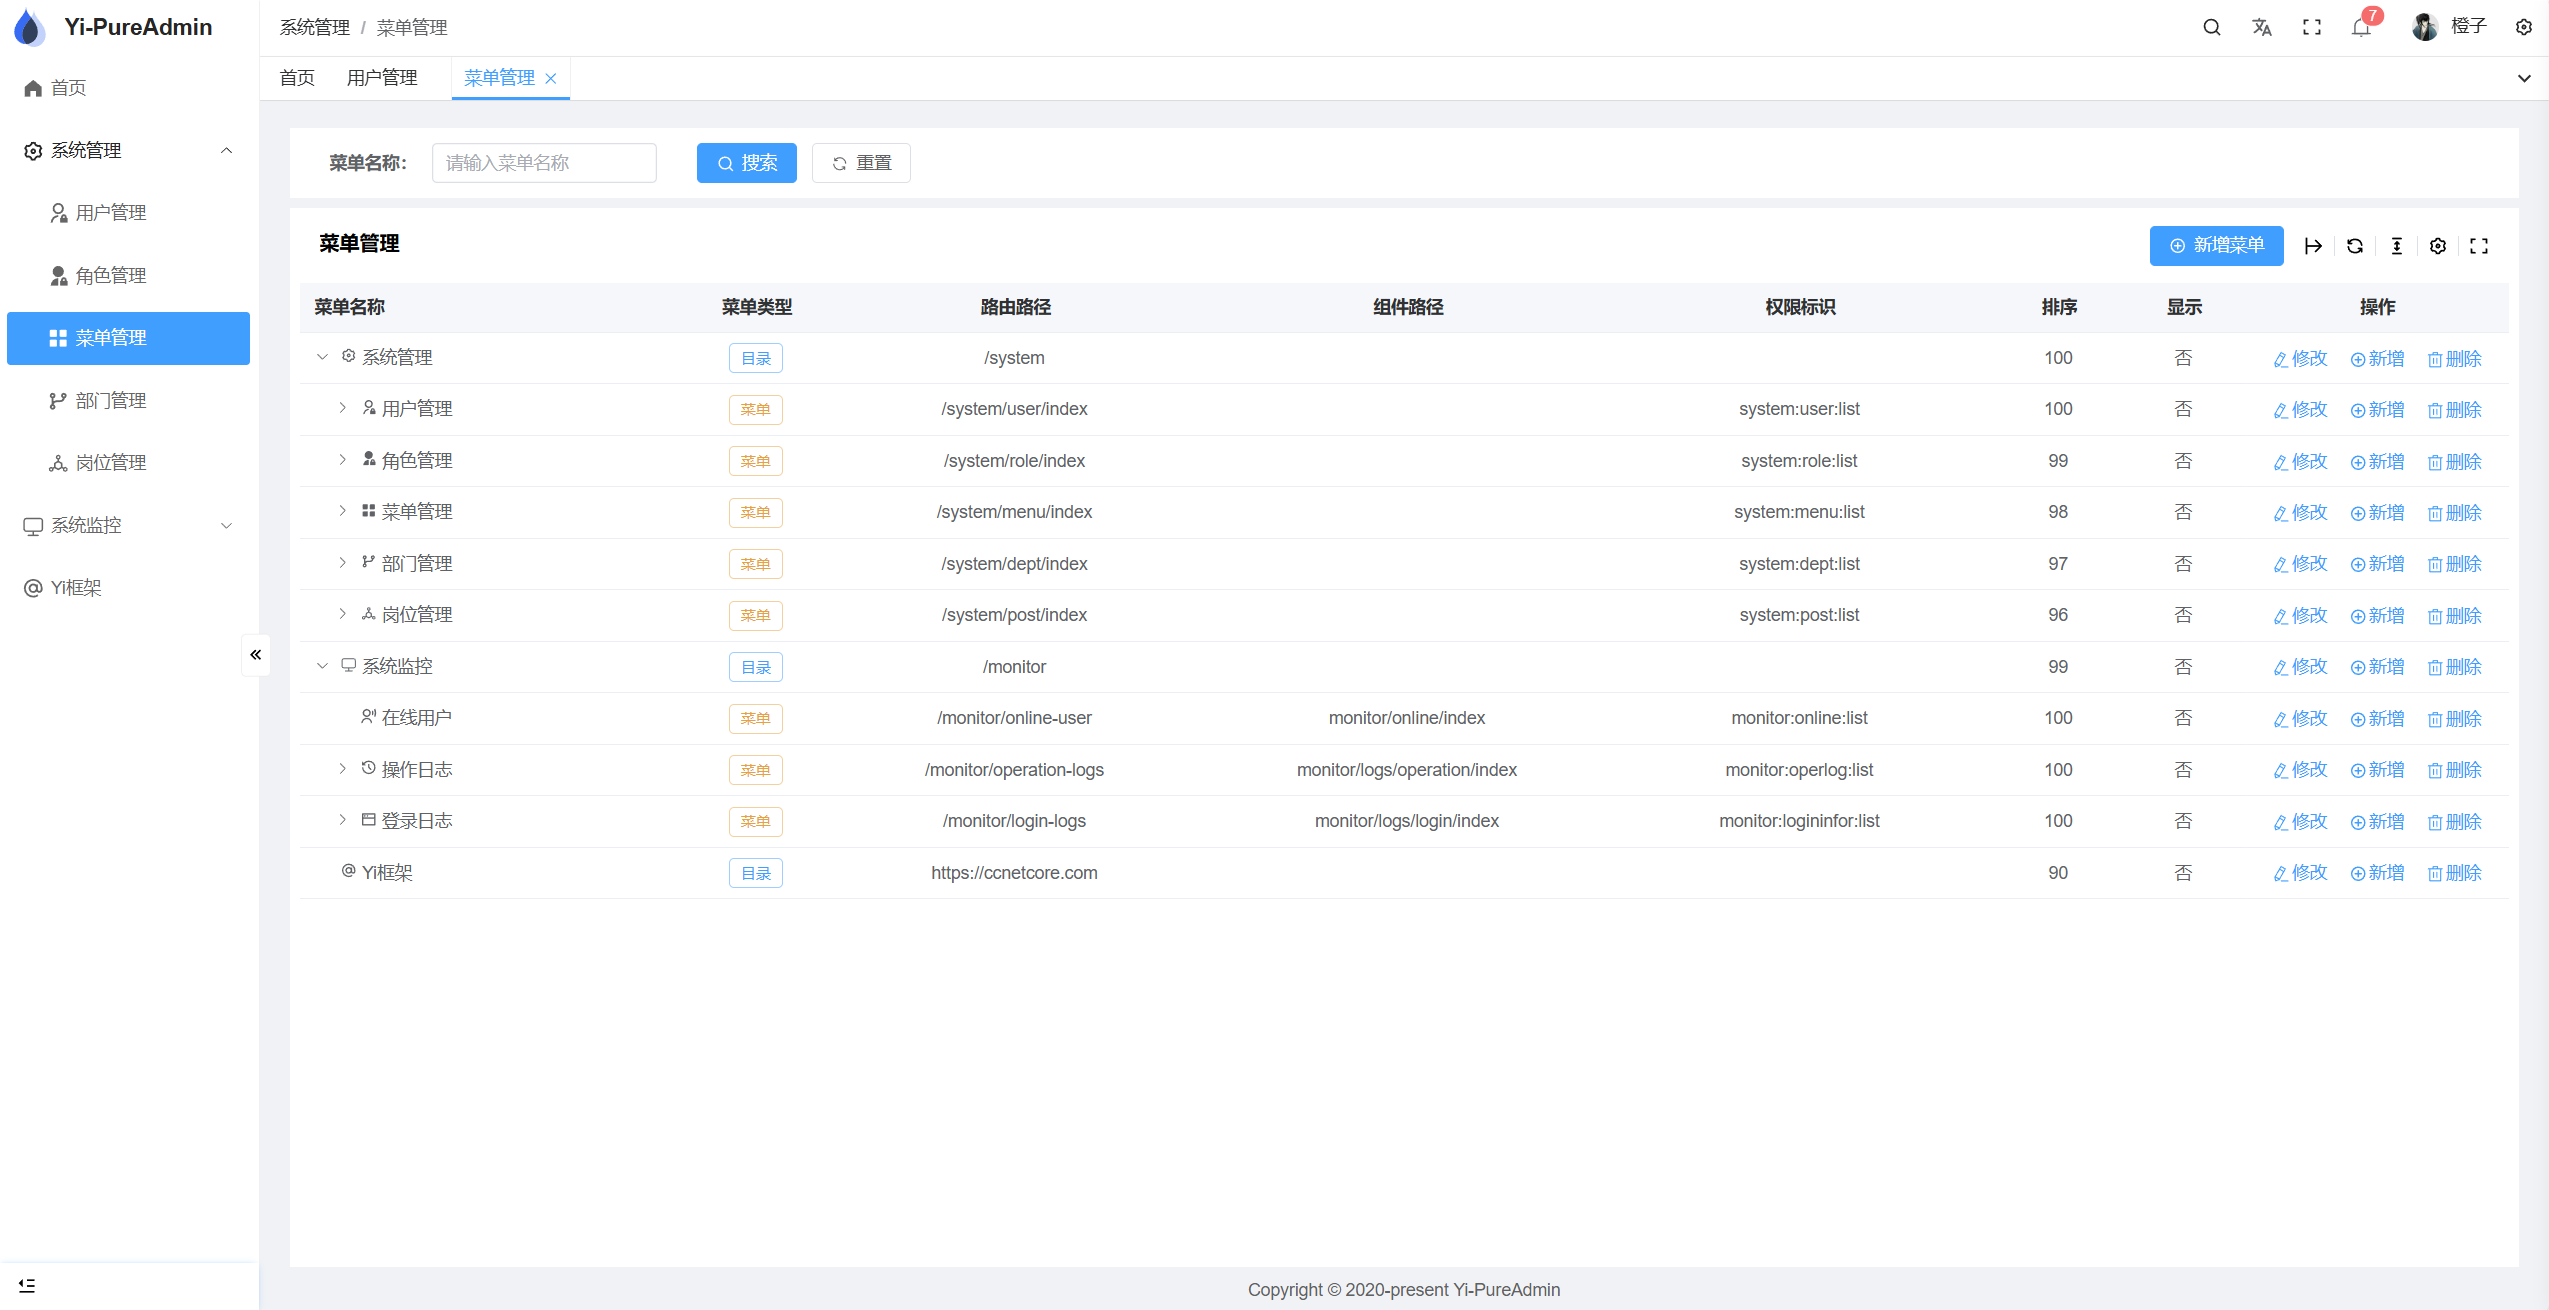 Yi-PureAdmin
系统管理 / 菜单管理
7
橙子
首页 用户管理 菜单管理
首页
系统管理
用户管理
角色管理
菜单管理
部门管理
岗位管理
系统监控
Yi框架
菜单名称: 请输入菜单名称 搜索 重置
菜单管理 新增菜单
菜单名称 菜单类型 路由路径 组件路径 权限标识 排序 显示 操作
系统管理 目录 /system 100 否 修改 新增 删除
用户管理 菜单 /system/user/index system:user:list 100 否 修改 新增 删除
角色管理 菜单 /system/role/index system:role:list 99 否 修改 新增 删除
菜单管理 菜单 /system/menu/index system:menu:list 98 否 修改 新增 删除
部门管理 菜单 /system/dept/index system:dept:list 97 否 修改 新增 删除
岗位管理 菜单 /system/post/index system:post:list 96 否 修改 新增 删除
系统监控 目录 /monitor 99 否 修改 新增 删除
在线用户 菜单 /monitor/online-user monitor/online/index monitor:online:list 100 否 修改 新增 删除
操作日志 菜单 /monitor/operation-logs monitor/logs/operation/index monitor:operlog:list 100 否 修改 新增 删除
登录日志 菜单 /monitor/login-logs monitor/logs/login/index monitor:logininfor:list 100 否 修改 新增 删除
Yi框架 目录 https://ccnetcore.com 90 否 修改 新增 删除
Copyright © 2020-present Yi-PureAdmin